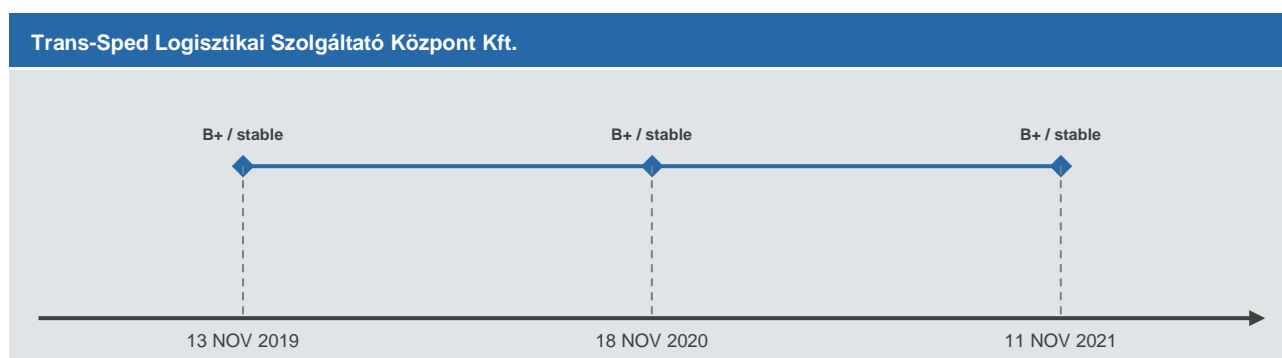 Trans-Sped Logisztikai Szolgáltató Központ Kft.
B+ / stable B+ / stable B+ / stable
13 NOV 2019 18 NOV 2020 11 NOV 2021